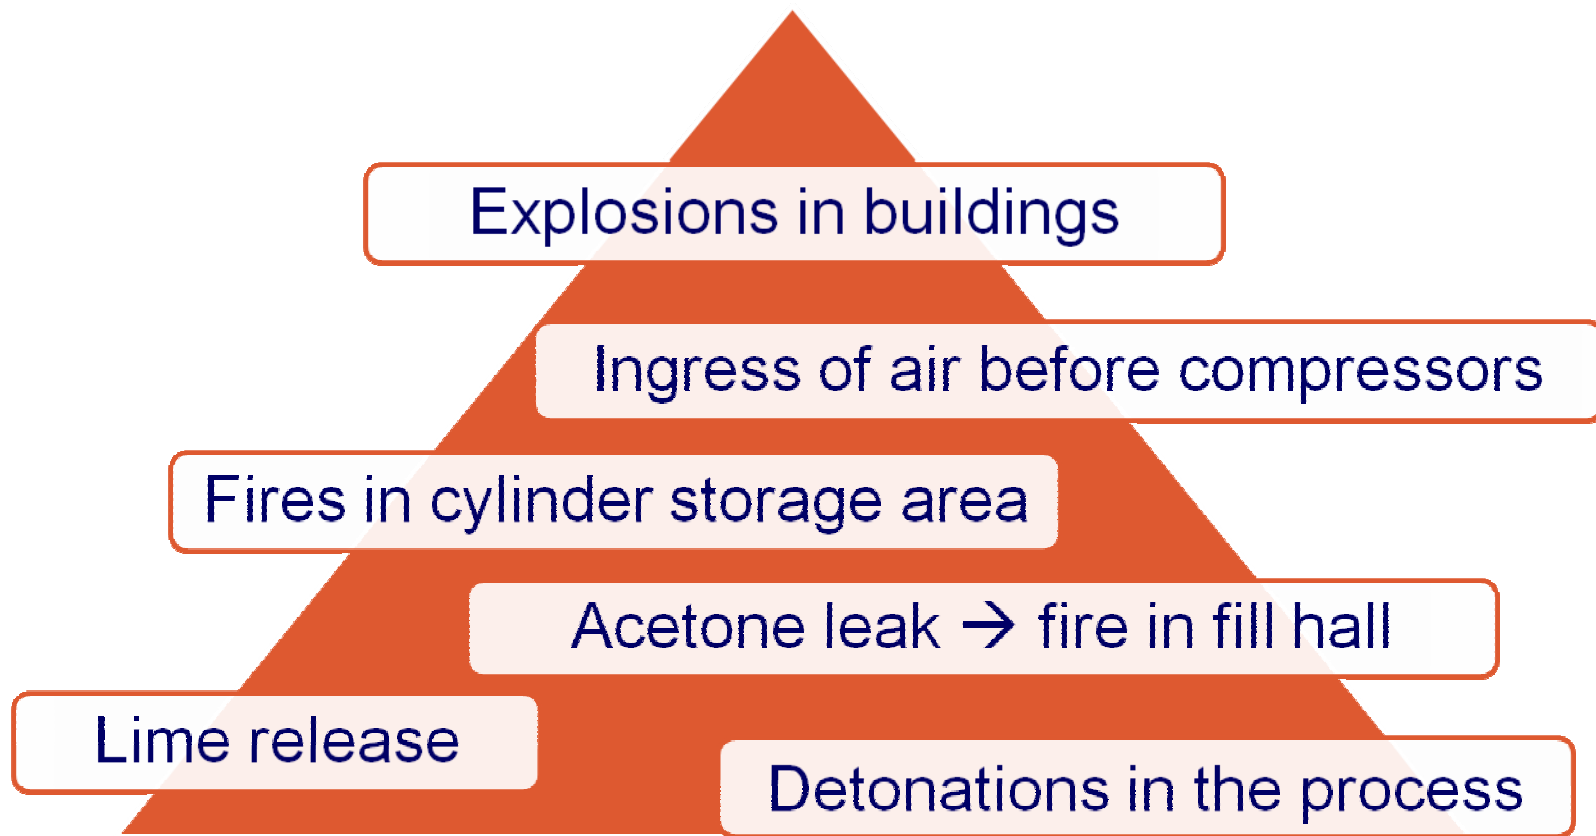 Explosions in buildings
Ingress of air before compressors
Fires in cylinder storage area
Acetone leak → fire in fill hall
Lime release
Detonations in the process